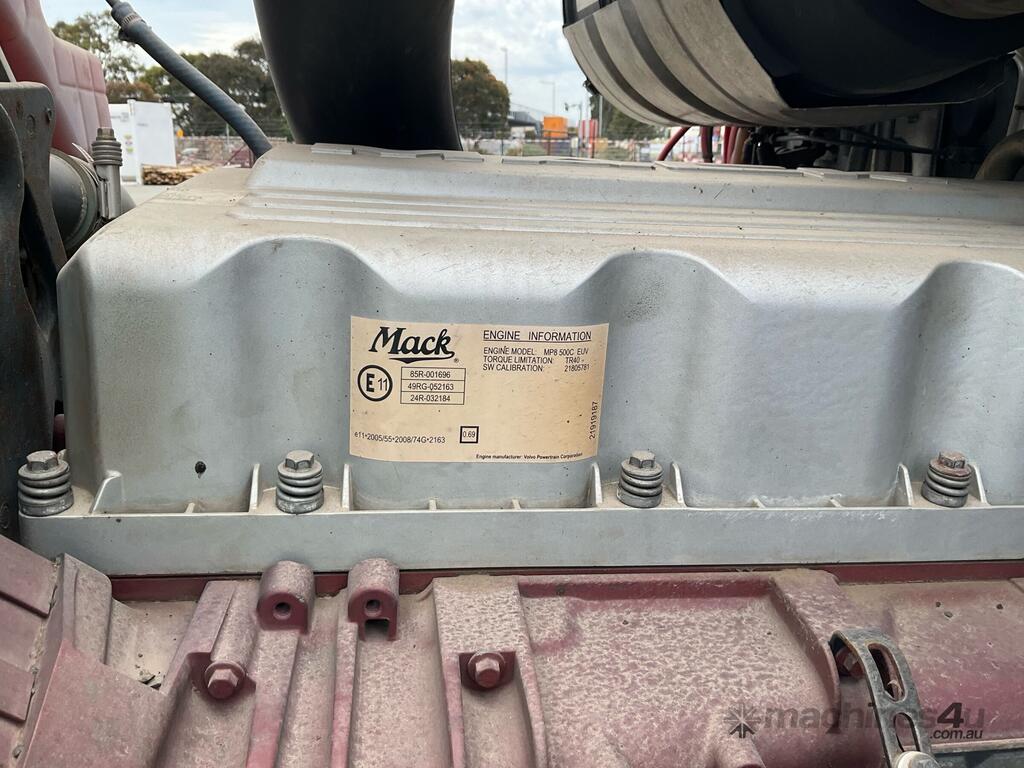 Mack
ENGINE INFORMATION
ENGINE MODEL: MP8 500C EUV
TORQUE LIMITATION: TR40 -
SW CALIBRATION: 21805781
E 11
85R-001696
49RG-052163
24R-032184
e11*2005/55*2008/74G*2163
0.69
21919187
Engine manufacturer: Volvo Powertrain Corporation
machines4u
.com.au